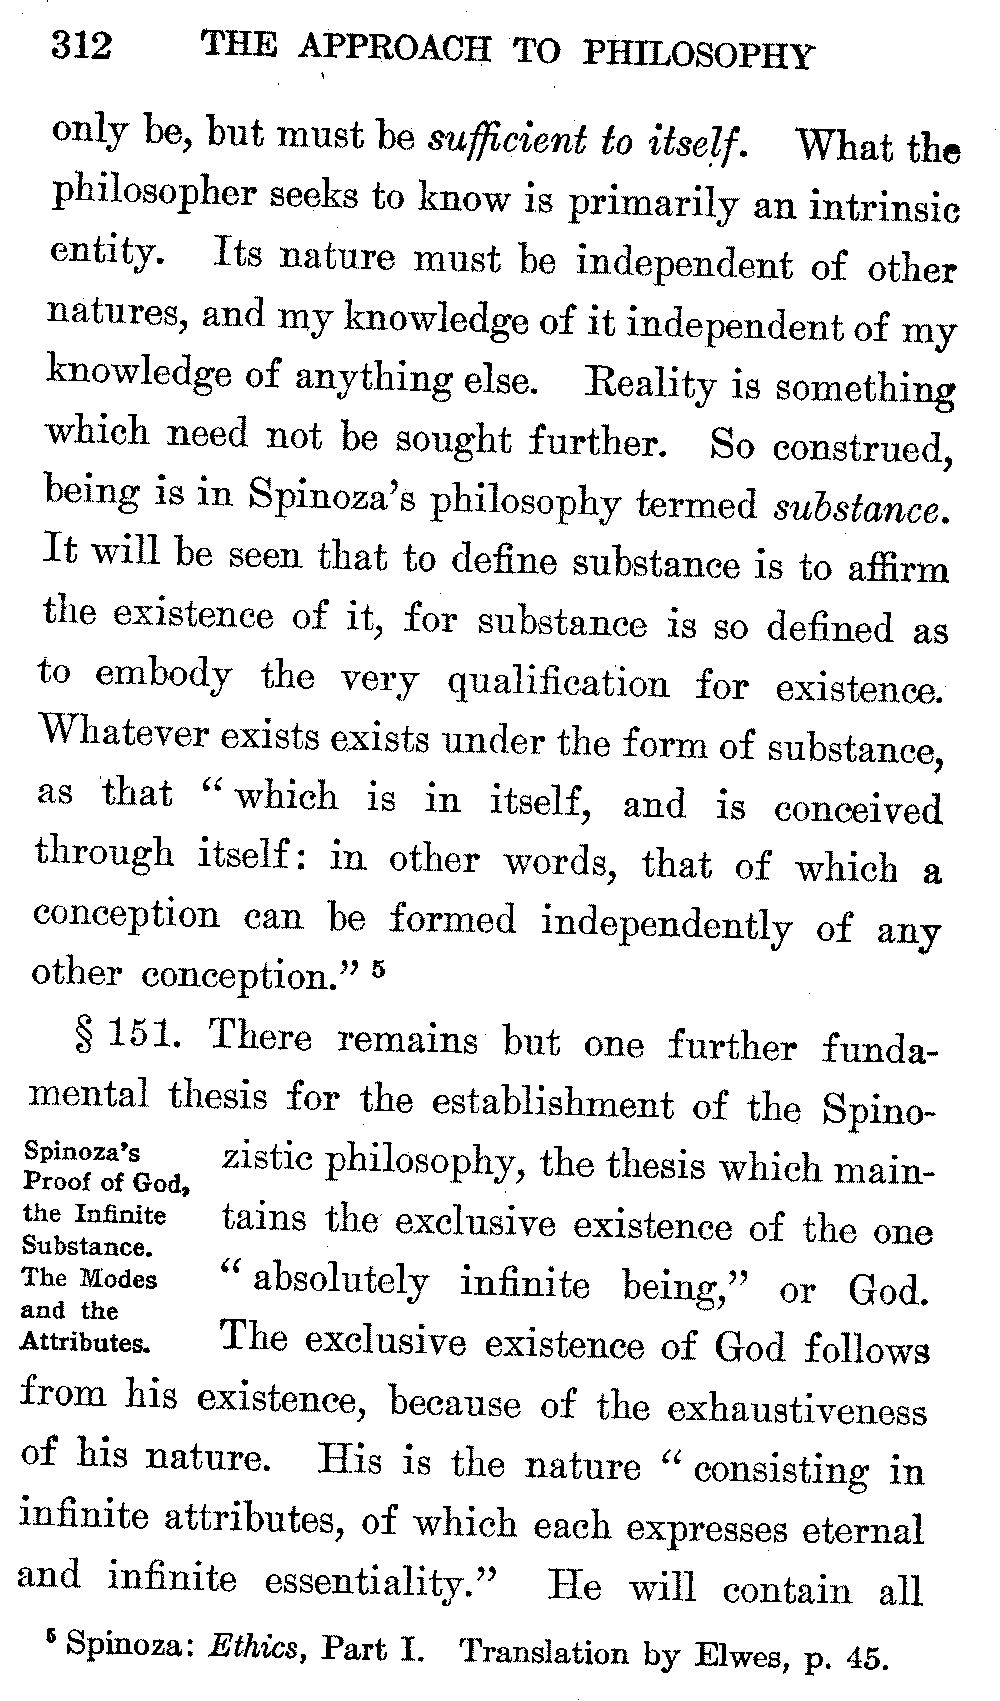 312 THE APPROACH TO PHILOSOPHY
only be, but must be sufficient to itself. What the
philosopher seeks to know is primarily an intrinsic
entity. Its nature must be independent of other
natures, and my knowledge of it independent of my
knowledge of anything else. Reality is something
which need not be sought further. So construed,
being is in Spinoza's philosophy termed substance.
It will be seen that to define substance is to affirm
the existence of it, for substance is so defined as
to embody the very qualification for existence.
Whatever exists exists under the form of substance,
as that “which is in itself, and is conceived
through itself: in other words, that of which a
conception can be formed independently of any
other conception.” 5
§ 151. There remains but one further funda-
mental thesis for the establishment of the Spino-
Spinoza's
Proof of God,
the Infinite
Substance.
The Modes
and the
Attributes.
zistic philosophy, the thesis which main-
tains the exclusive existence of the one
“absolutely infinite being,” or God.
The exclusive existence of God follows
from his existence, because of the exhaustiveness
of his nature. His is the nature “consisting in
infinite attributes, of which each expresses eternal
and infinite essentiality.” He will contain all
5 Spinoza: Ethics, Part I. Translation by Elwes, p. 45.